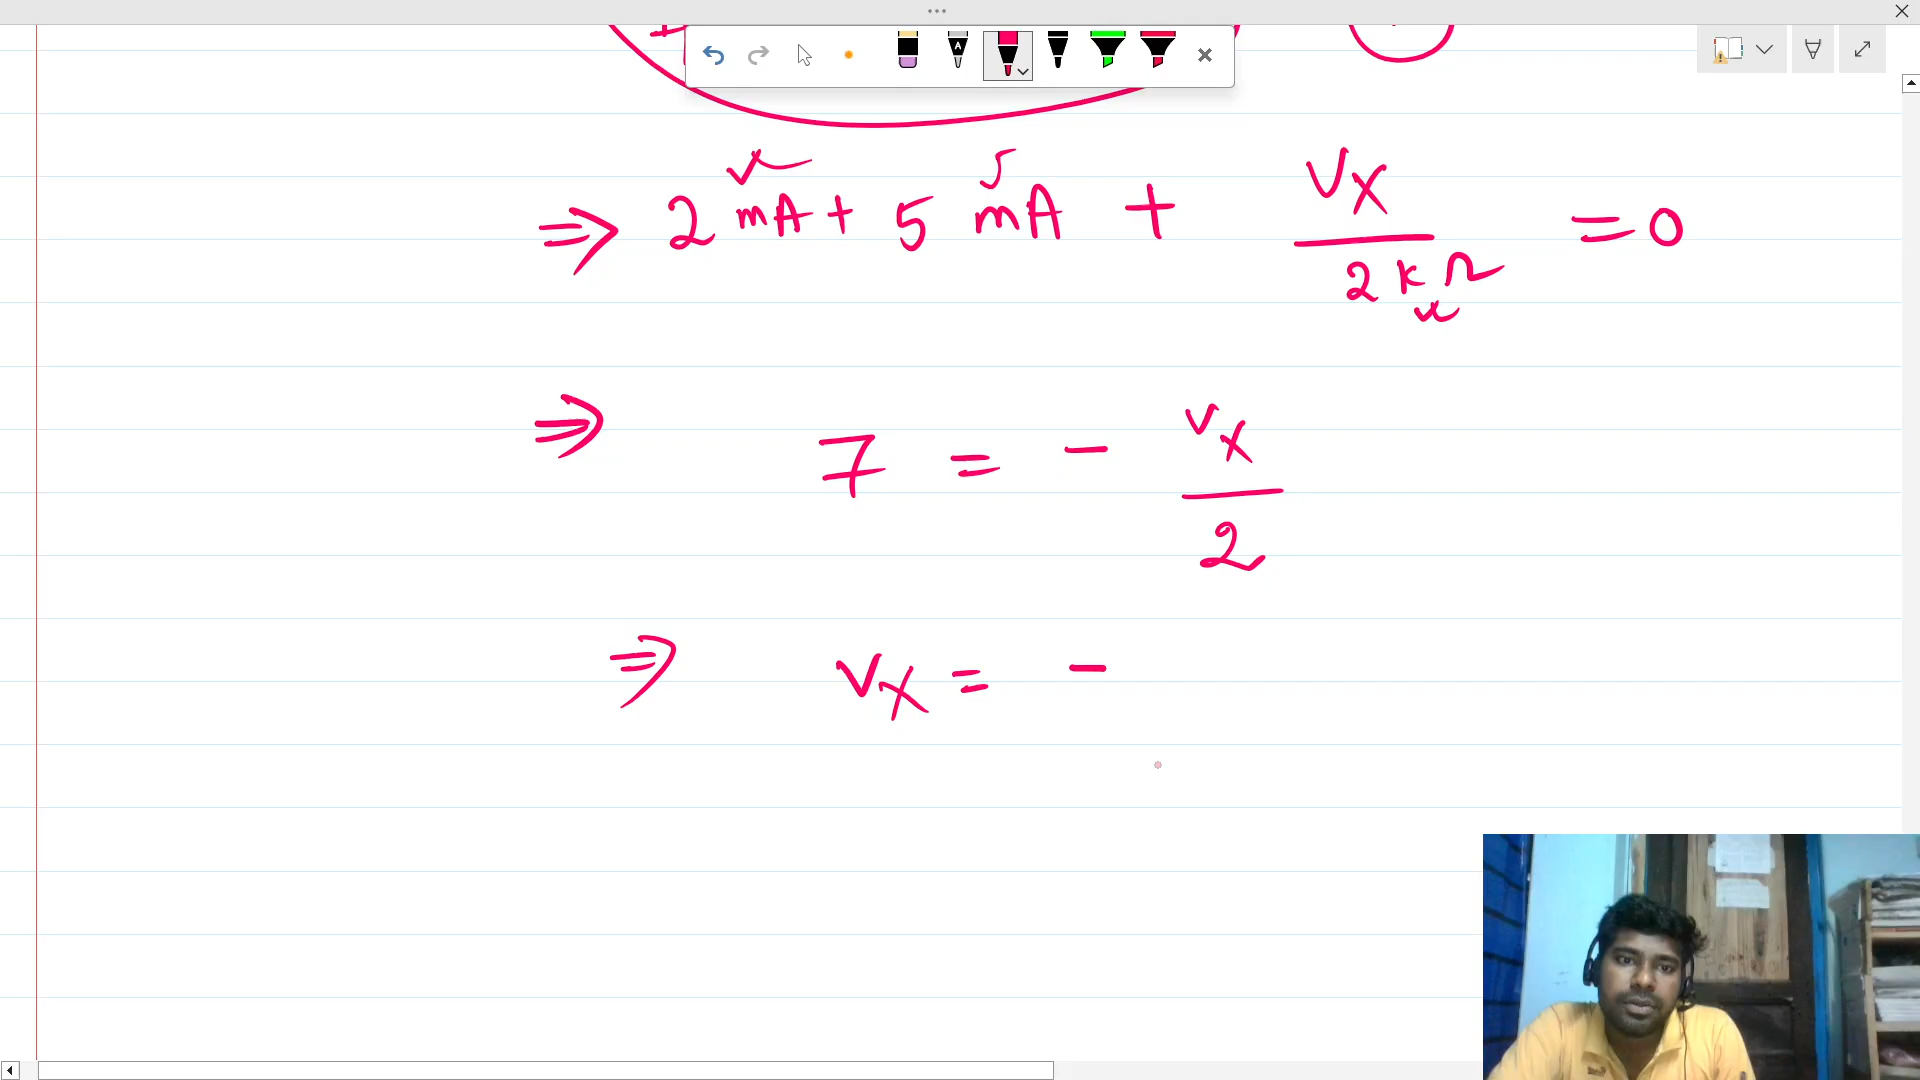 ⇒ 2 mA + 5 mA + Vx / 2 kΩ = 0
⇒ 7 = - Vx / 2
⇒ Vx = -